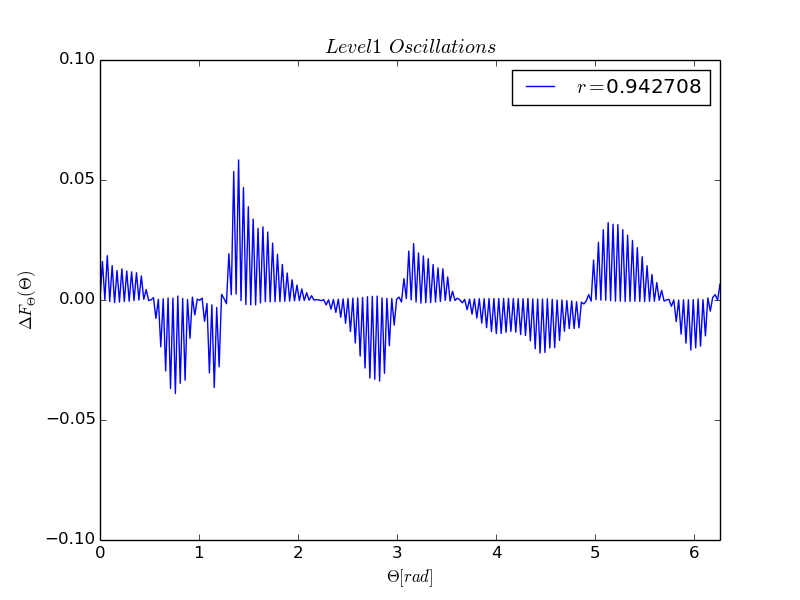 Level1 Oscillations
r=0.942708
0.10
0.05
0.00
−0.05
−0.10
ΔF_Θ(Θ)
0 1 2 3 4 5 6
Θ[rad]